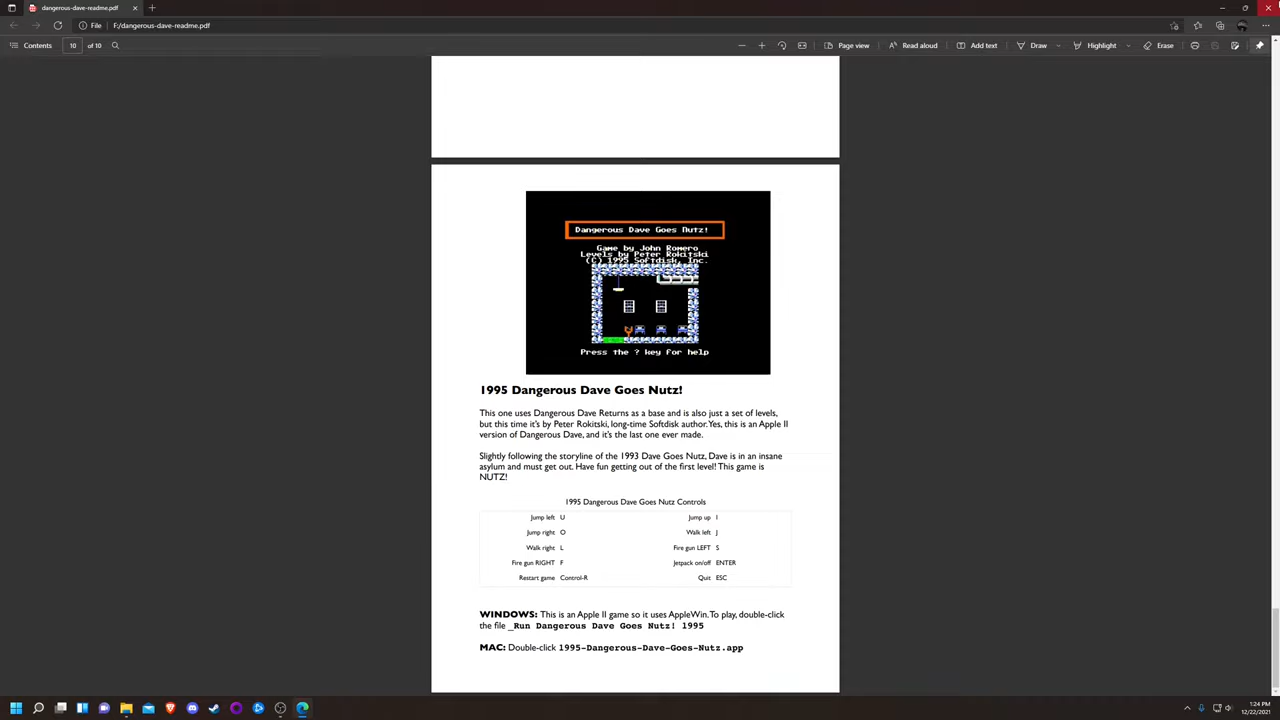 dangerous-dave-readme.pdf
File F:/dangerous-dave-readme.pdf
Contents 10 of 10 Page view Read aloud Add text Draw Highlight Erase
Dangerous Dave Goes Nutz!
Game by John Romero
Levels by Peter Rokitski
(C) 1995 Softdisk, Inc.
Press the ? key for help
1995 Dangerous Dave Goes Nutz!
This one uses Dangerous Dave Returns as a base and is also just a set of levels,
but this time it's by Peter Rokitski, long-time Softdisk author. Yes, this is an Apple II
version of Dangerous Dave, and it's the last one ever made.
Slightly following the storyline of the 1993 Dave Goes Nutz, Dave is in an insane
asylum and must get out. Have fun getting out of the first level! This game is
NUTZ!
1995 Dangerous Dave Goes Nutz Controls
Jump left U Jump up I
Jump right O Walk left J
Walk right L Fire gun LEFT S
Fire gun RIGHT F Jetpack on/off ENTER
Restart game Control-R Quit ESC
WINDOWS: This is an Apple II game so it uses AppleWin. To play, double-click
the file _Run Dangerous Dave Goes Nutz! 1995
MAC: Double-click 1995-Dangerous-Dave-Goes-Nutz.app
1:24 PM
12/22/2021